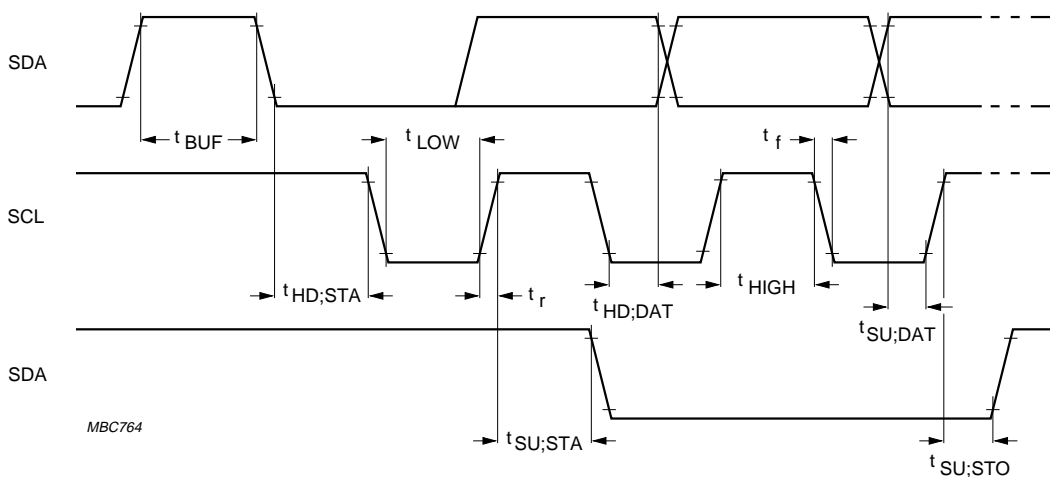 SDA
t BUF
t LOW
t f
SCL
t HD;STA
t r
t HD;DAT
t HIGH
t SU;DAT
SDA
MBC764
t SU;STA
t SU;STO